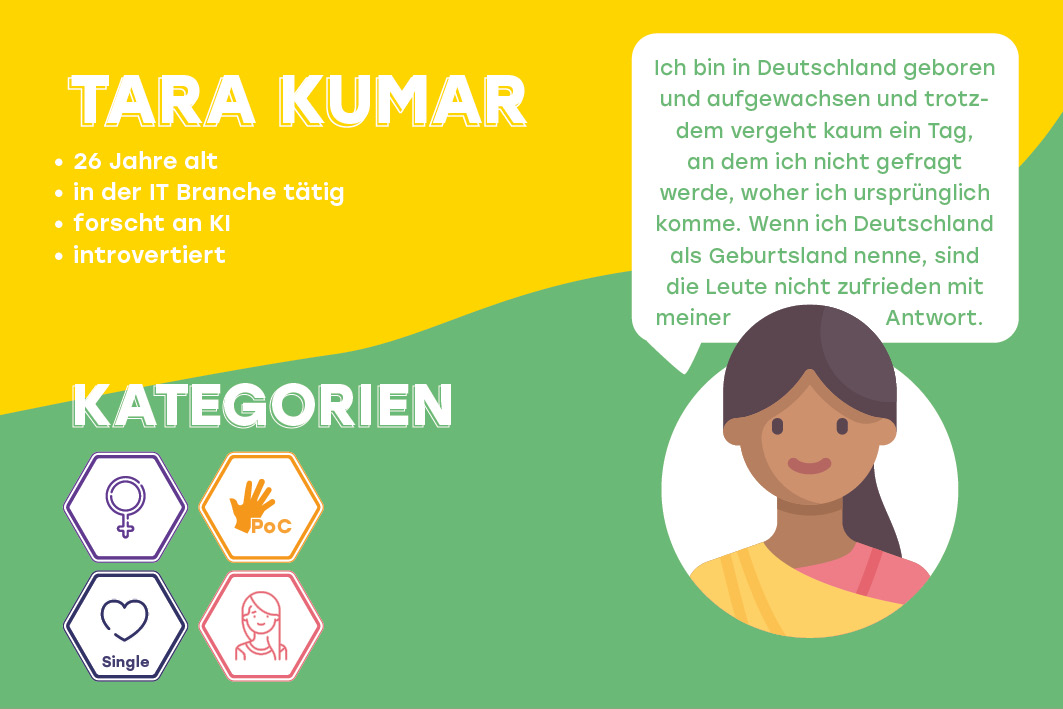 TARA KUMAR
• 26 Jahre alt
• in der IT Branche tätig
• forscht an KI
• introvertiert
Ich bin in Deutschland geboren
und aufgewachsen und trotz-
dem vergeht kaum ein Tag,
an dem ich nicht gefragt
werde, woher ich ursprünglich
komme. Wenn ich Deutschland
als Geburtsland nenne, sind
die Leute nicht zufrieden mit
meiner Antwort.
KATEGORIEN
PoC
Single